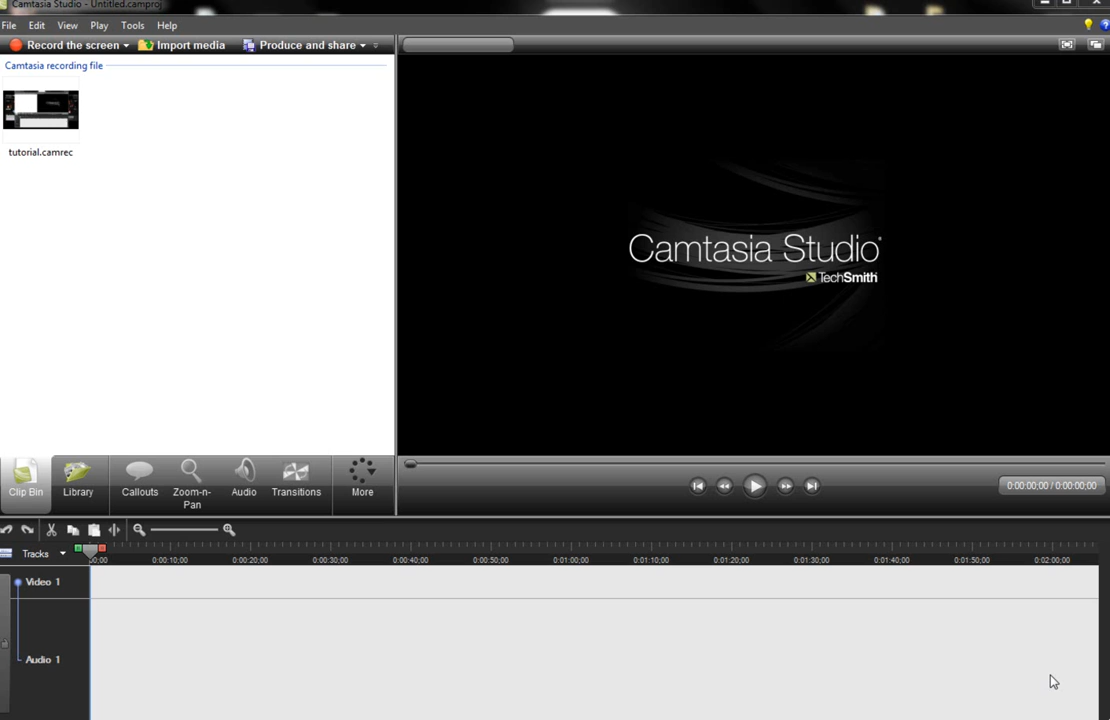 Camtasia Studio - Untitled.camproj
File Edit View Play Tools Help
Record the screen Import media Produce and share
Camtasia recording file
tutorial.camrec
Camtasia Studio
TechSmith
Clip Bin Library Callouts Zoom-n-Pan Audio Transitions More
0:00:00;00 / 0:00:00;00
Tracks 00;00 0:00:10;00 0:00:20;00 0:00:30;00 0:00:40;00 0:00:50;00 0:01:00;00 0:01:10;00 0:01:20;00 0:01:30;00 0:01:40;00 0:01:50;00 0:02:00;00
Video 1
Audio 1